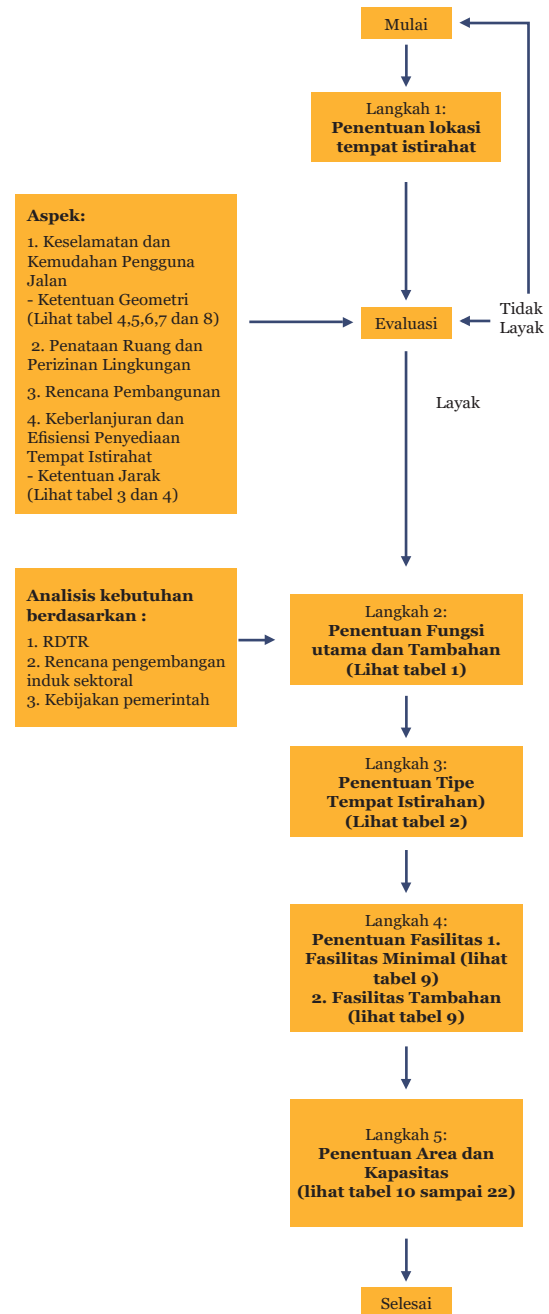 Mulai
Langkah 1:
Penentuan lokasi
tempat istirahat
Aspek:
1. Keselamatan dan
Kemudahan Pengguna
Jalan
- Ketentuan Geometri
(Lihat tabel 4,5,6,7 dan 8)
2. Penataan Ruang dan
Perizinan Lingkungan
3. Rencana Pembangunan
4. Keberlanjuran dan
Efisiensi Penyediaan
Tempat Istirahat
- Ketentuan Jarak
(Lihat tabel 3 dan 4)
Evaluasi
Tidak
Layak
Layak
Analisis kebutuhan
berdasarkan :
1. RDTR
2. Rencana pengembangan
induk sektoral
3. Kebijakan pemerintah
Langkah 2:
Penentuan Fungsi
utama dan Tambahan
(Lihat tabel 1)
Langkah 3:
Penentuan Tipe
Tempat Istirahan)
(Lihat tabel 2)
Langkah 4:
Penentuan Fasilitas 1.
Fasilitas Minimal (lihat
tabel 9)
2. Fasilitas Tambahan
(lihat tabel 9)
Langkah 5:
Penentuan Area dan
Kapasitas
(lihat tabel 10 sampai 22)
Selesai